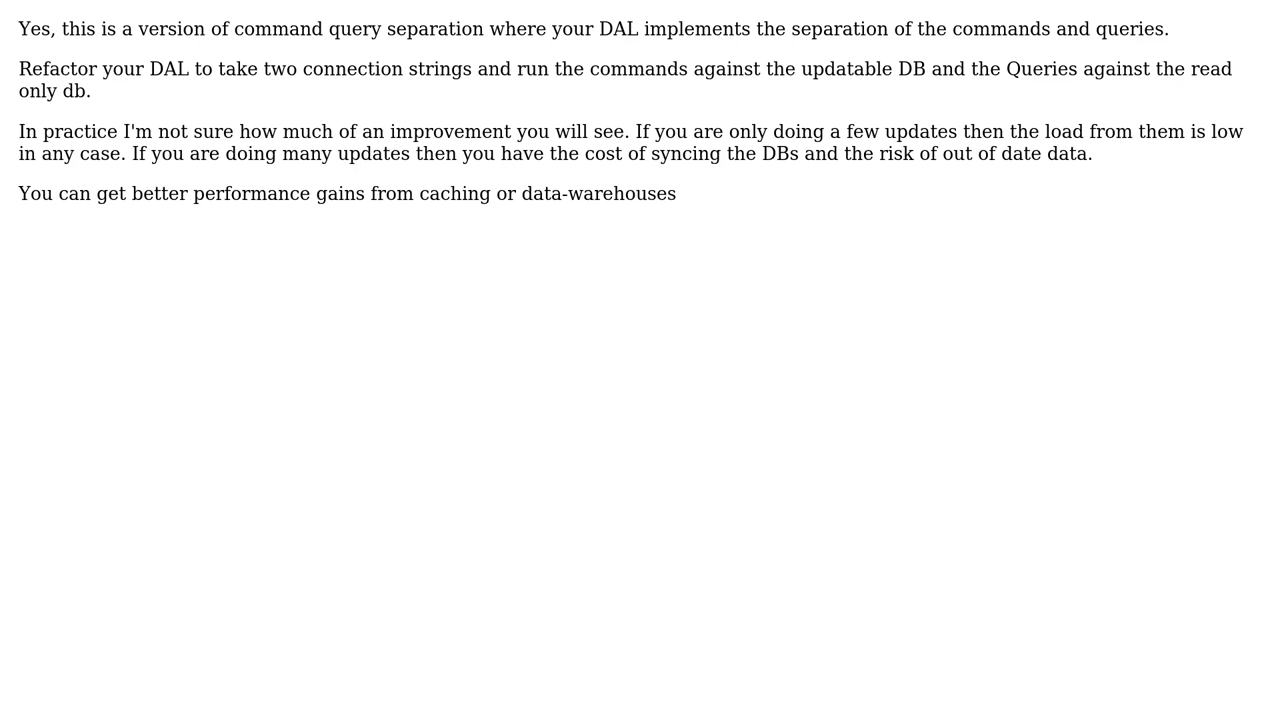 Yes, this is a version of command query separation where your DAL implements the separation of the commands and queries.
Refactor your DAL to take two connection strings and run the commands against the updatable DB and the Queries against the read
only db.
In practice I'm not sure how much of an improvement you will see. If you are only doing a few updates then the load from them is low
in any case. If you are doing many updates then you have the cost of syncing the DBs and the risk of out of date data.
You can get better performance gains from caching or data-warehouses